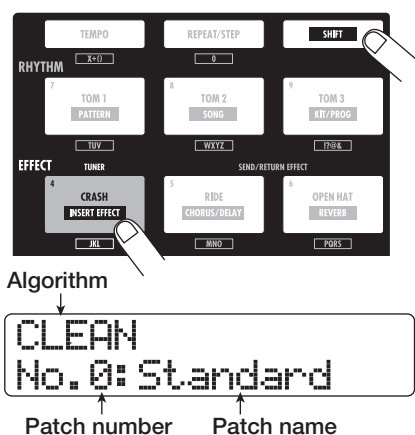 TEMPO REPEAT/STEP SHIFT
X+() 0
RHYTHM
7 8 9
TOM 1 TOM 2 TOM 3
PATTERN SONG KIT/PROG
TUV WXYZ !?@&
EFFECT TUNER SEND/RETURN EFFECT
4 5 6
CRASH RIDE OPEN HAT
INSERT EFFECT CHORUS/DELAY REVERB
JKL MNO PQRS
Algorithm
CLEAN
No.0:Standard
Patch number Patch name